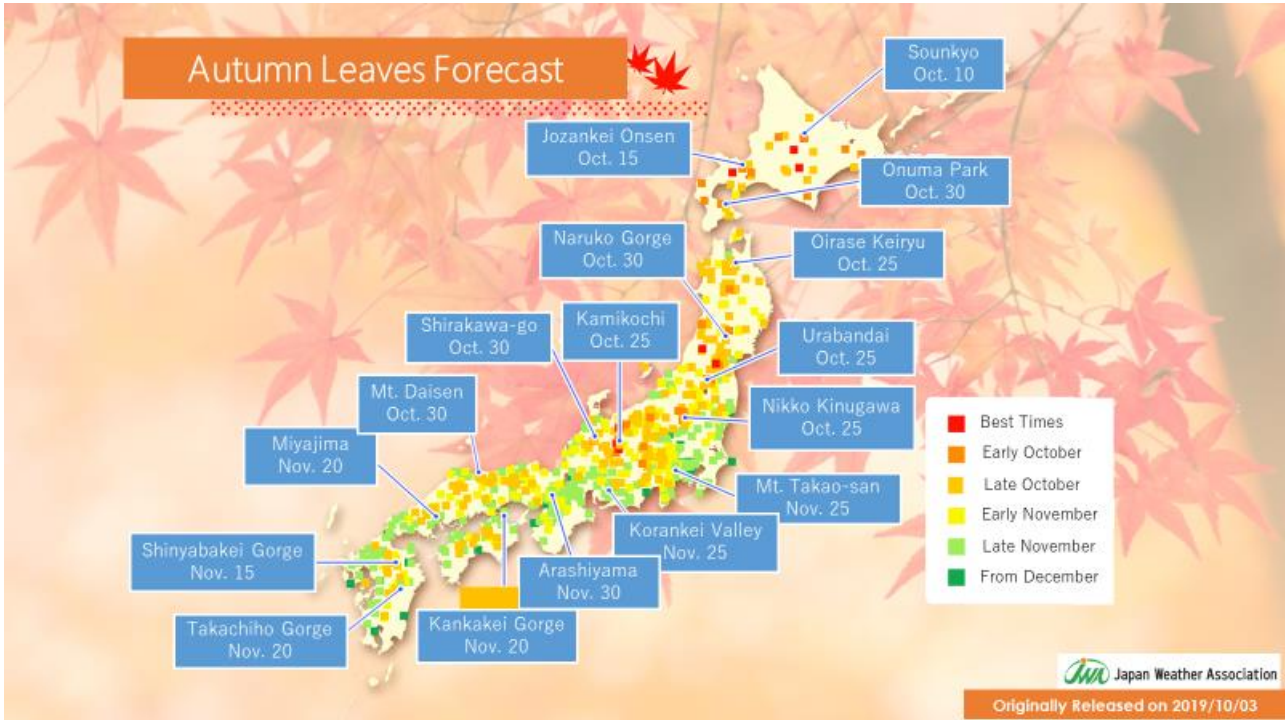 Autumn Leaves Forecast
Sounkyo
Oct. 10
Jozankei Onsen
Oct. 15
Onuma Park
Oct. 30
Naruko Gorge
Oct. 30
Oirase Keiryu
Oct. 25
Shirakawa-go
Oct. 30
Kamikochi
Oct. 25
Urabandai
Oct. 25
Mt. Daisen
Oct. 30
Nikko Kinugawa
Oct. 25
Miyajima
Nov. 20
Mt. Takao-san
Nov. 25
Korankei Valley
Nov. 25
Shinyabakei Gorge
Nov. 15
Arashiyama
Nov. 30
Takachiho Gorge
Nov. 20
Kankakei Gorge
Nov. 20
Best Times
Early October
Late October
Early November
Late November
From December
JWA Japan Weather Association
Originally Released on 2019/10/03